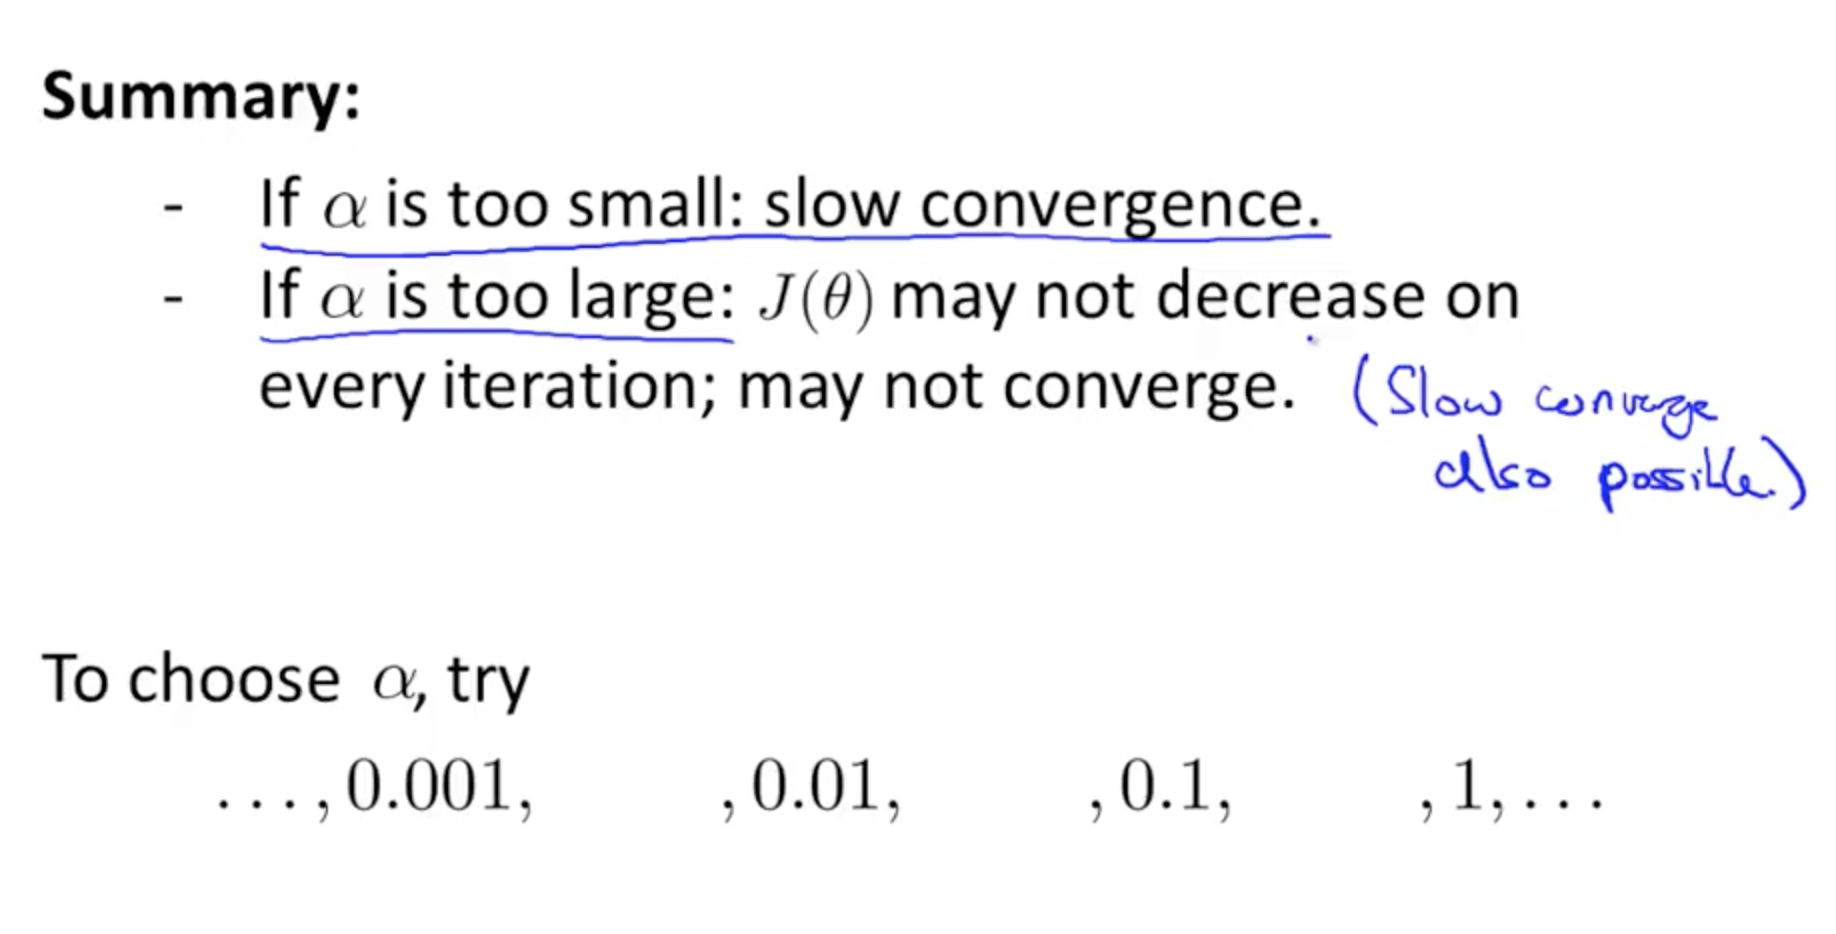 Summary:
- If α is too small: slow convergence.
- If α is too large: J(θ) may not decrease on
every iteration; may not converge. (Slow converge
also possible.)
To choose α, try
..., 0.001, , 0.01, , 0.1, , 1, ...